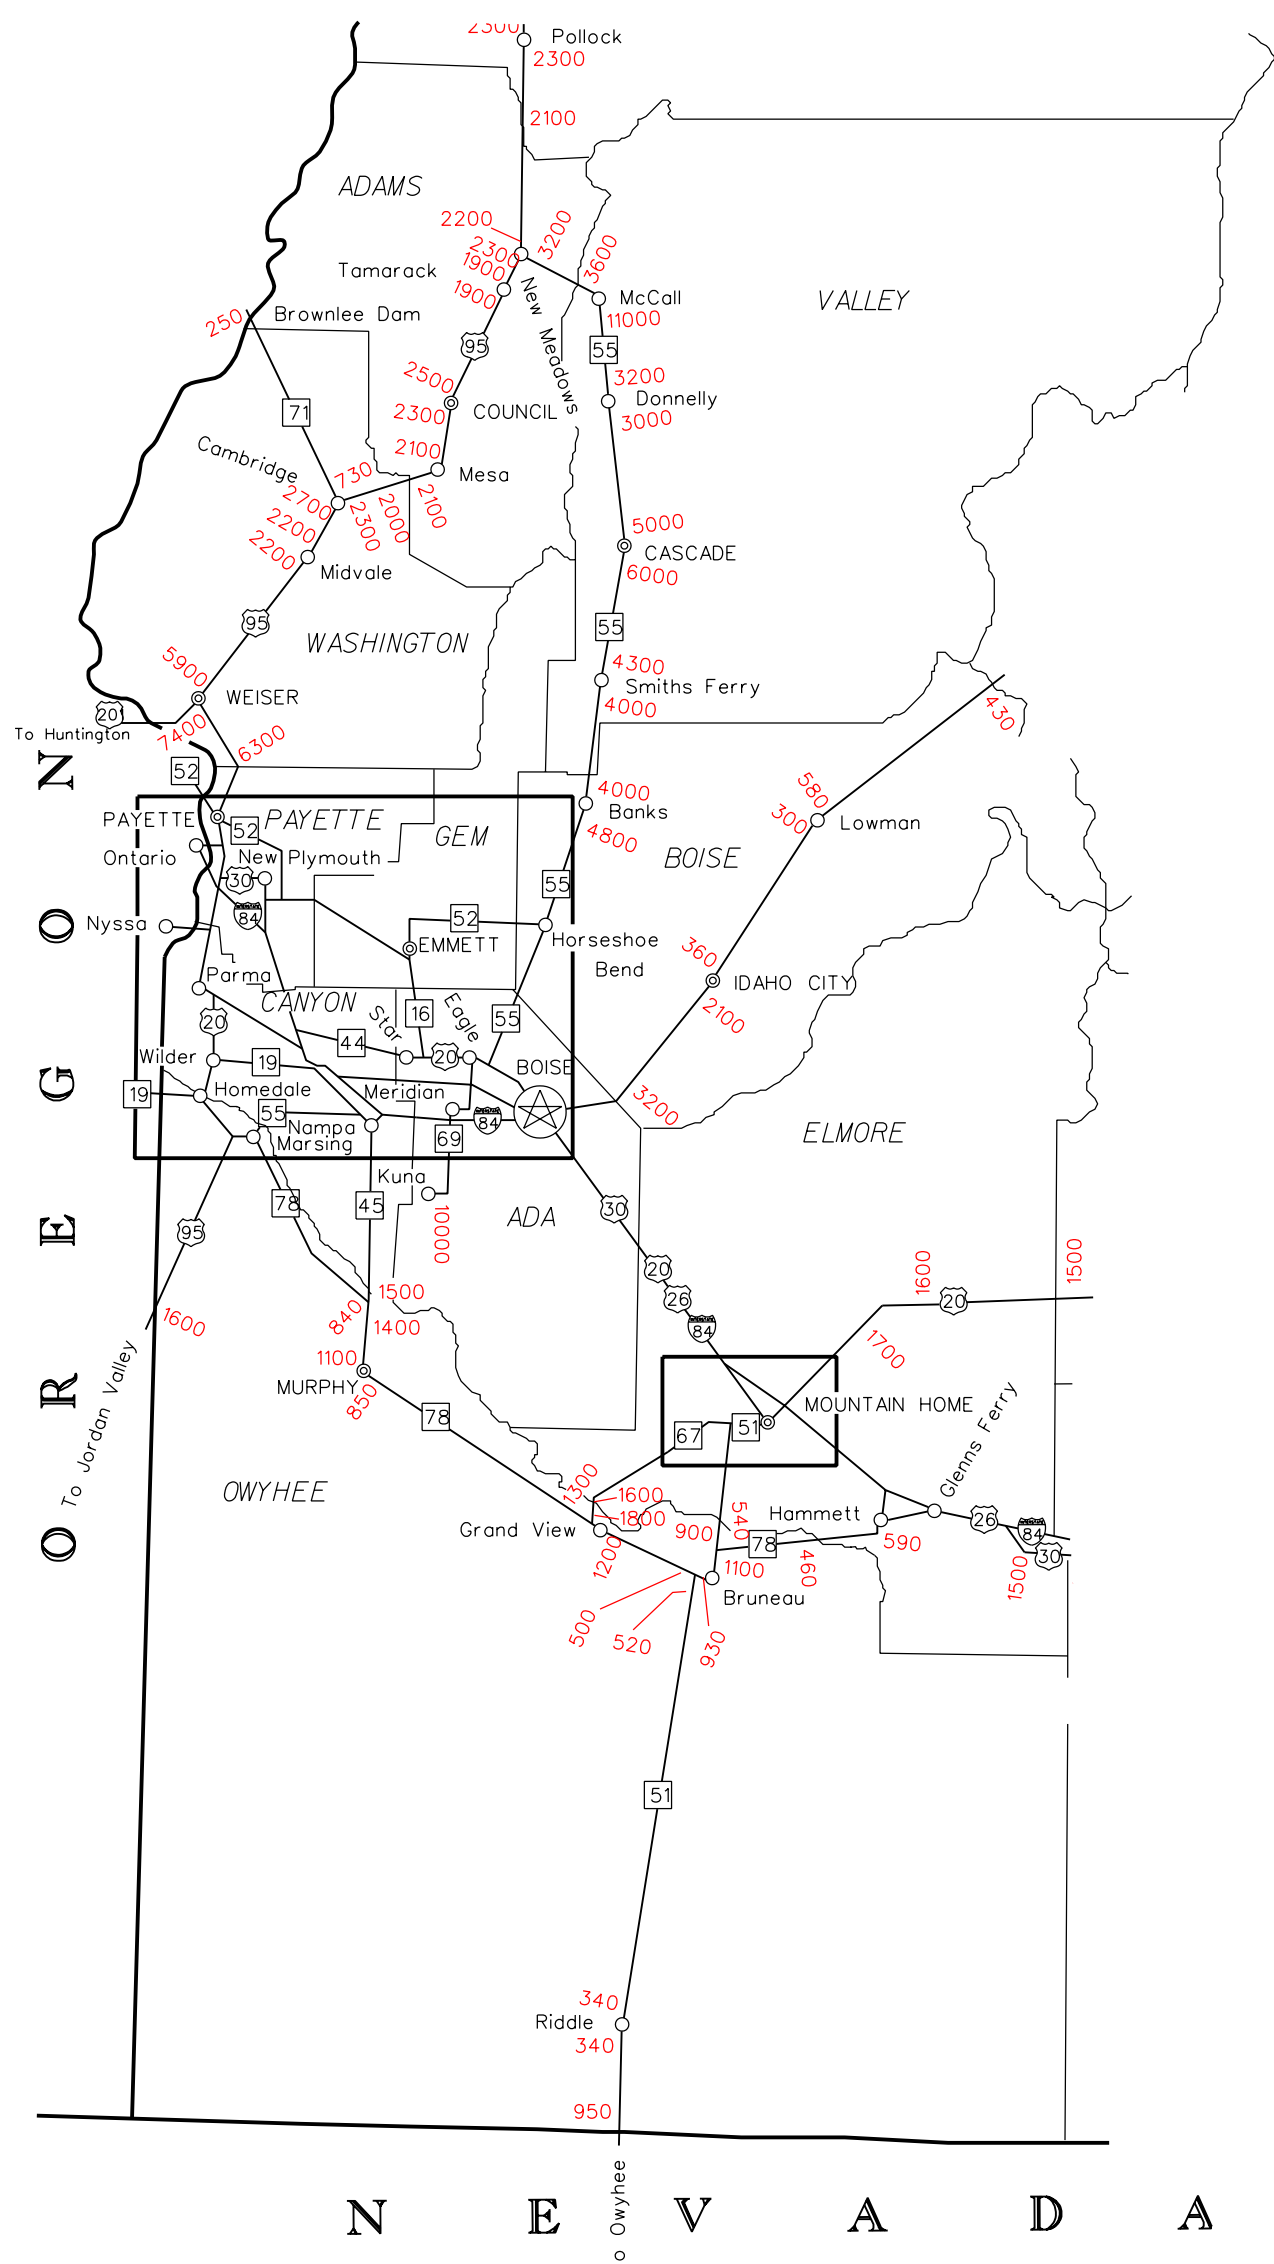 2300
Pollock
2300
2100
ADAMS
2200
3200
2300
3600
1900
Tamarack
1900
New Meadows
McCall
VALLEY
11000
250
Brownlee Dam
95
55
2500
3200
Donnelly
2300
COUNCIL
3000
71
Cambridge
2100
Mesa
730
2700
2300
2000
2100
2200
2200
Midvale
5000
CASCADE
6000
95
WASHINGTON
55
5900
4300
Smiths Ferry
WEISER
4000
430
20
To Huntington
7400
6300
52
580
4000
Banks
300
Lowman
4800
PAYETTE
52
PAYETTE
GEM
BOISE
Ontario
New Plymouth
30
55
84
52
Nyssa
EMMETT
Horseshoe
Bend
360
IDAHO CITY
2100
Parma
CANYON
16
Star
Eagle
55
20
44
20
Wilder
19
BOISE
19
Homedale
Meridian
3200
55
84
Nampa
Marsing
69
ELMORE
Kuna
78
45
10000
ADA
30
95
20
1600
1500
26
20
1500
840
1400
84
1600
1700
1100
MURPHY
850
To Jordan Valley
MOUNTAIN HOME
78
67
51
Glenns Ferry
OWYHEE
1300
1600
1800
Hammett
26
Grand View
900
540
84
78
590
30
1200
1100
460
1500
Bruneau
500
520
930
51
340
Riddle
340
950
o Owyhee
OREGON
NEVADA